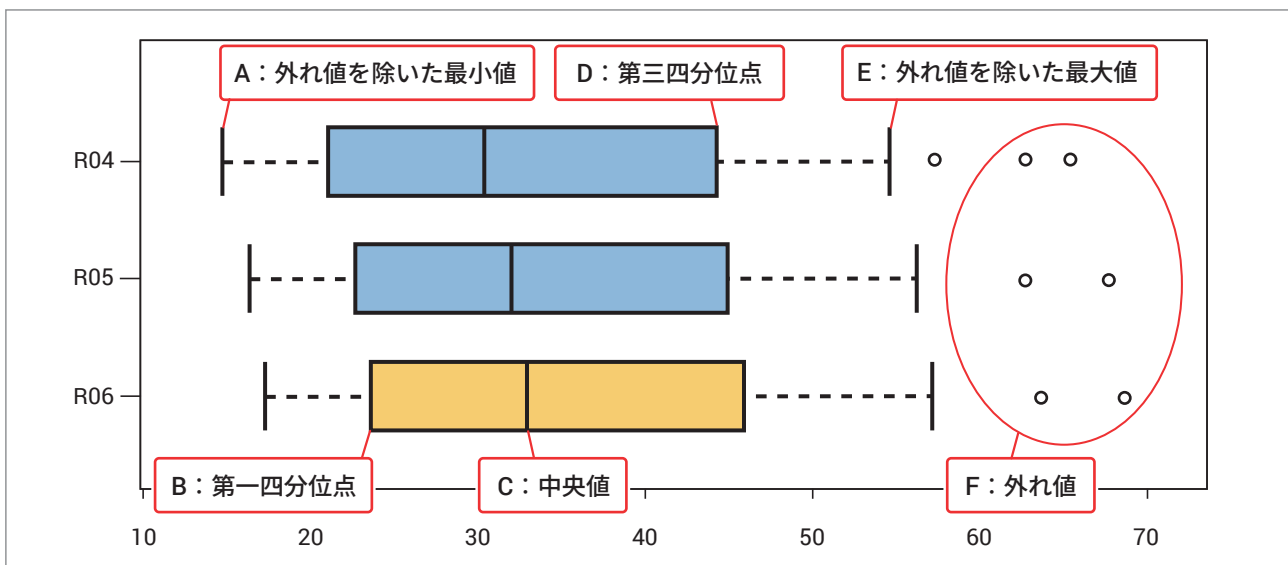 A：外れ値を除いた最小値
D：第三四分位点
E：外れ値を除いた最大値
R04
R05
R06
B：第一四分位点
C：中央値
F：外れ値
10 20 30 40 50 60 70